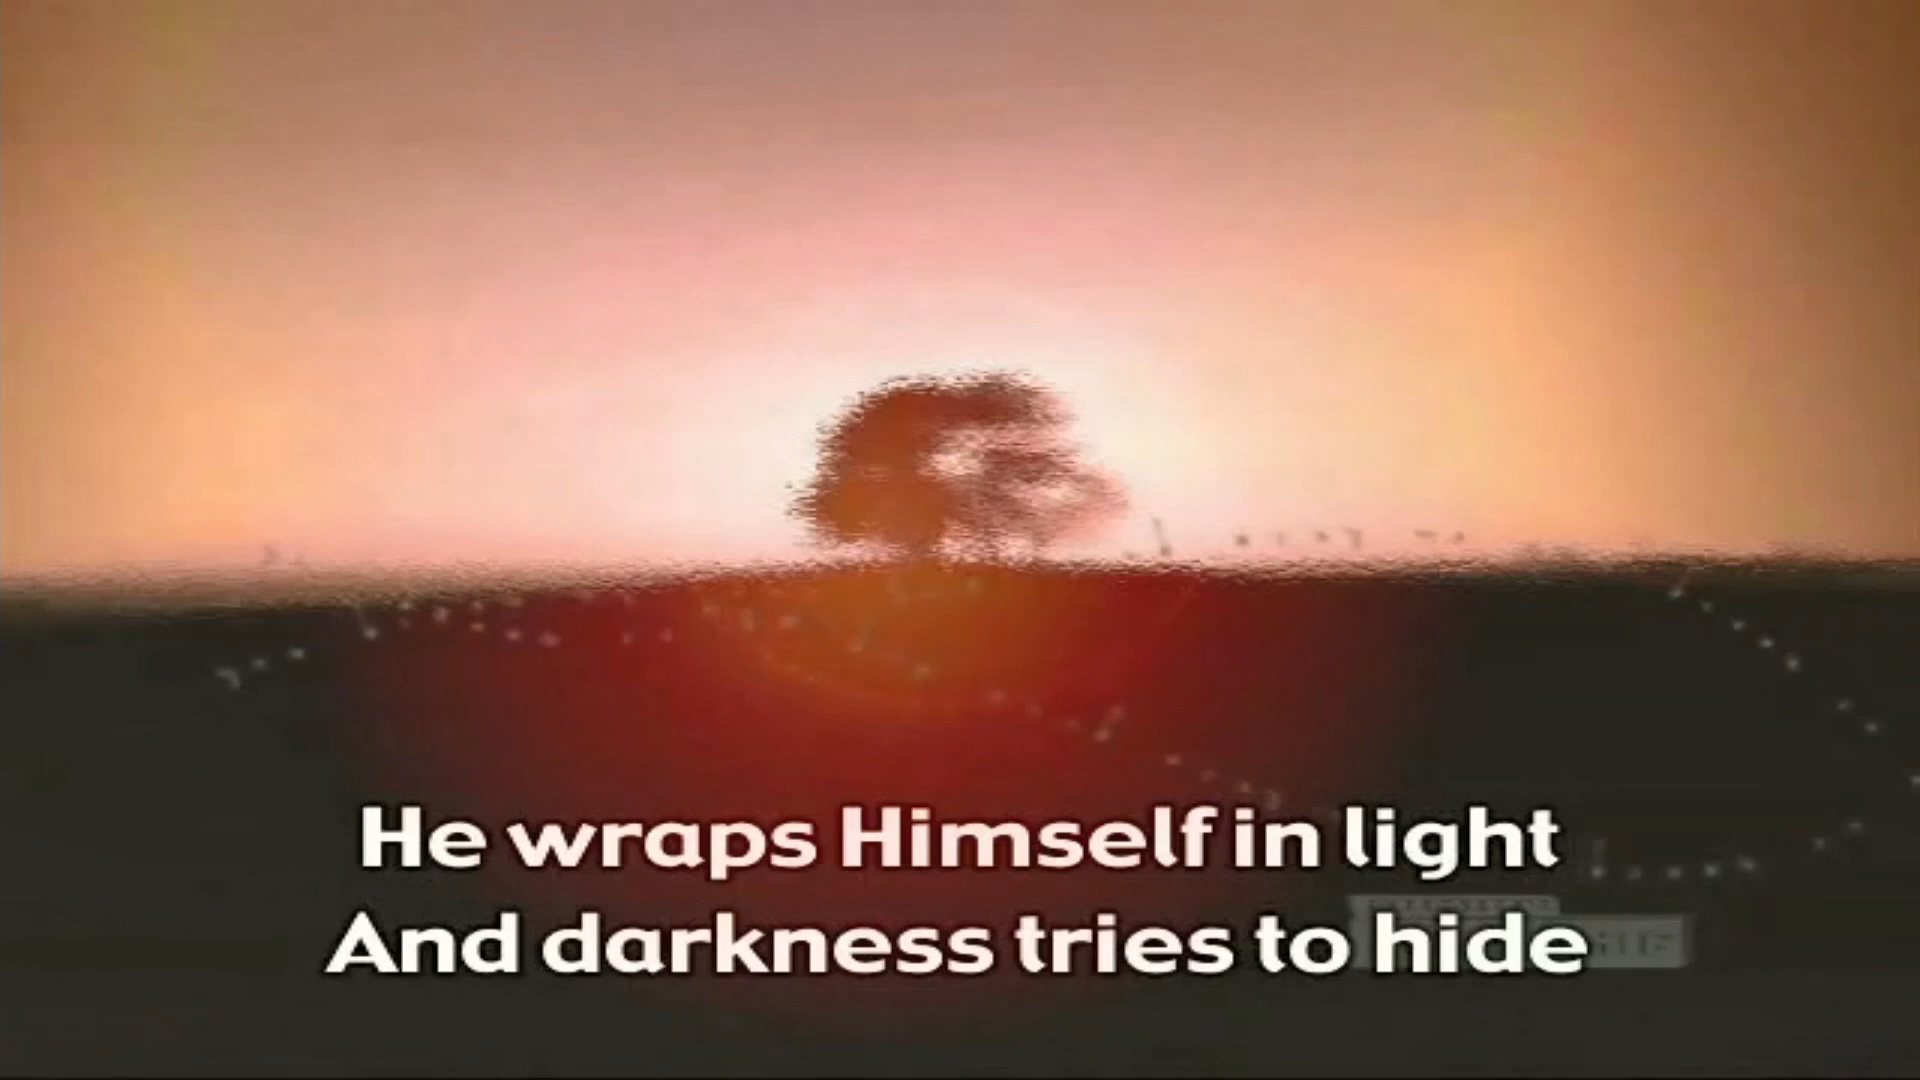 He wraps Himself in light
And darkness tries to hide